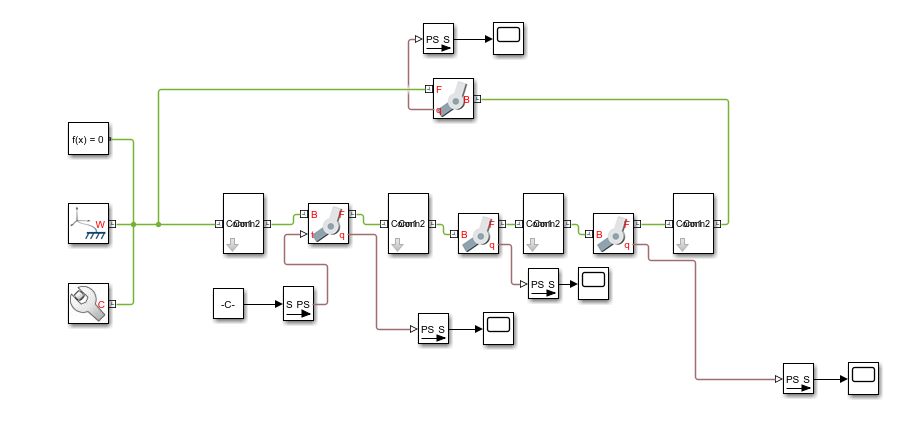 PS S
F
B
q
f(x) = 0
W
C
Conn1 Conn2
B F
t q
Conn1 Conn2
B F
q
Conn1 Conn2
B F
q
Conn1 Conn2
-C-
S PS
PS S
PS S
PS S